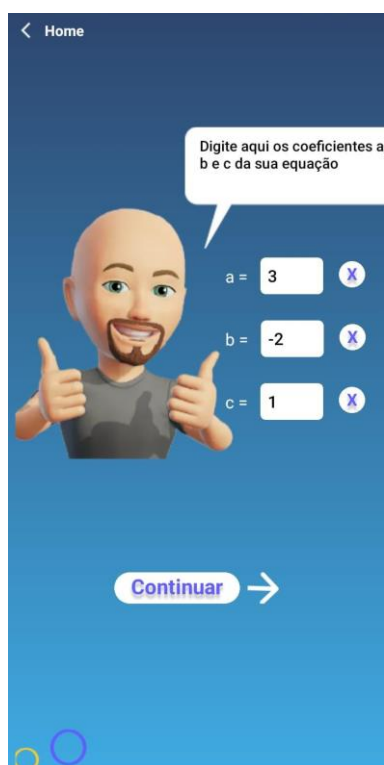 Home
Digite aqui os coeficientes a
b e c da sua equação
a = 3 X
b = -2 X
c = 1 X
Continuar